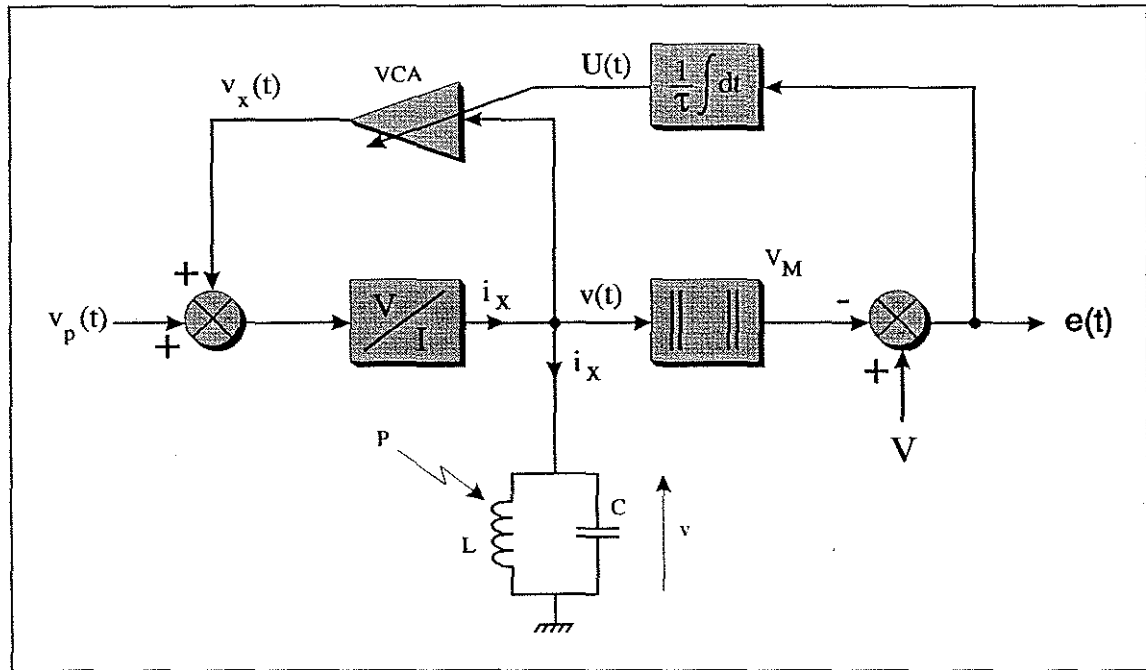 v_x(t)
VCA
U(t)
1/τ ∫dt
+
v_p(t)
+
V/I
i_x
v(t)
V_M
-
e(t)
+
i_x
V
P
L
C
v